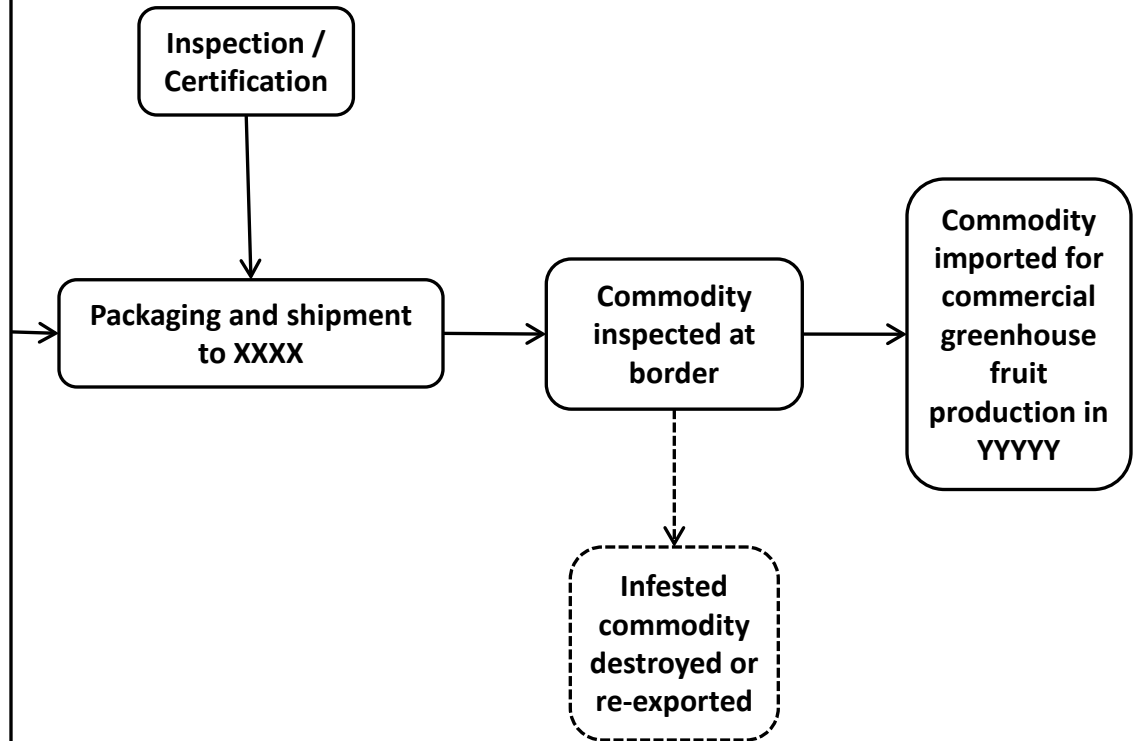 Inspection /
Certification
Packaging and shipment
to XXXX
Commodity
inspected at
border
Commodity
imported for
commercial
greenhouse
fruit
production in
YYYYY
Infested
commodity
destroyed or
re-exported